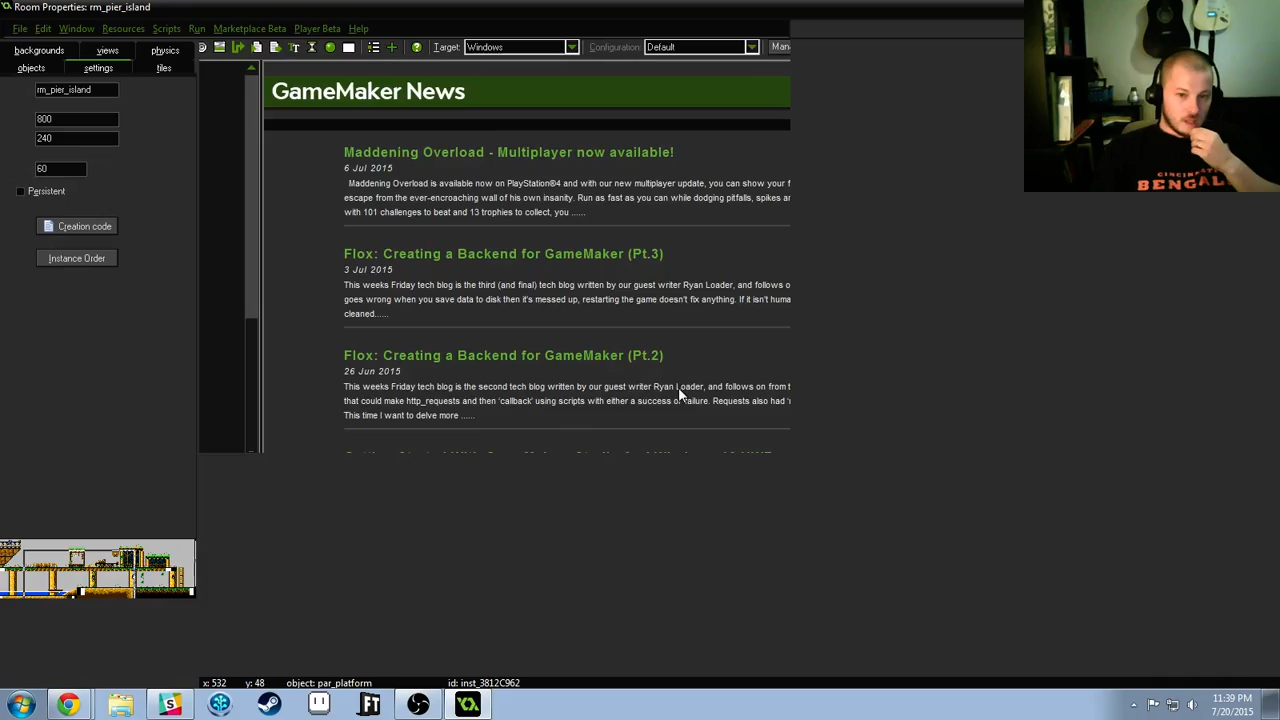 Room Properties: rm_pier_island
File Edit Window Resources Scripts Run Marketplace Beta Player Beta Help
backgrounds views physics
objects settings tiles
Target: Windows Configuration: Default Man
rm_pier_island
800
240
60
Persistent
Creation code
Instance Order
GameMaker News
Maddening Overload - Multiplayer now available!
6 Jul 2015
Maddening Overload is available now on PlayStation®4 and with our new multiplayer update, you can show your f
escape from the ever-encroaching wall of his own insanity. Run as fast as you can while dodging pitfalls, spikes an
with 101 challenges to beat and 13 trophies to collect, you ......
Flox: Creating a Backend for GameMaker (Pt.3)
3 Jul 2015
This weeks Friday tech blog is the third (and final) tech blog written by our guest writer Ryan Loader, and follows o
goes wrong when you save data to disk then it's messed up, restarting the game doesn't fix anything. If it isn't huma
cleaned......
Flox: Creating a Backend for GameMaker (Pt.2)
26 Jun 2015
This weeks Friday tech blog is the second tech blog written by our guest writer Ryan Loader, and follows on from t
that could make http_requests and then 'callback' using scripts with either a success or failure. Requests also had 'r
This time I want to delve more ......
CINCINNATI
BENGALS
x: 532 y: 48 object: par_platform id: inst_3812C962
FT
11:39 PM
7/20/2015